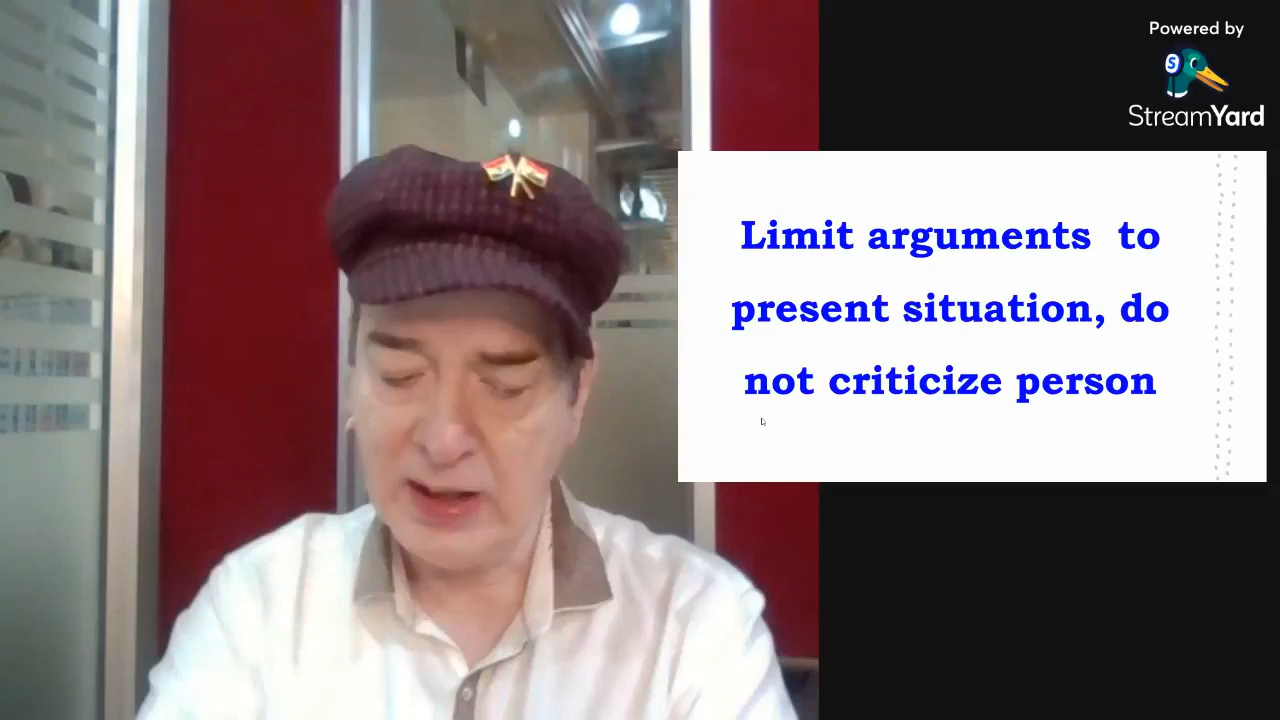 Powered by
StreamYard
Limit arguments to
present situation, do
not criticize person